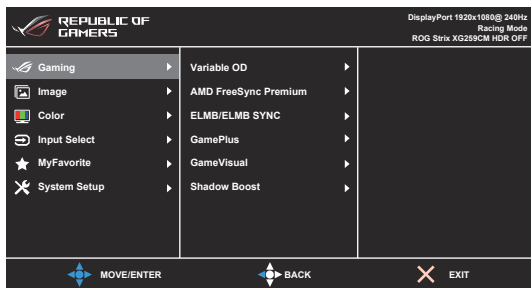 REPUBLIC OF
GAMERS
DisplayPort 1920x1080@ 240Hz
Racing Mode
ROG Strix XG259CM HDR OFF
Gaming
Image
Color
Input Select
MyFavorite
System Setup
Variable OD
AMD FreeSync Premium
ELMB/ELMB SYNC
GamePlus
GameVisual
Shadow Boost
MOVE/ENTER
BACK
EXIT